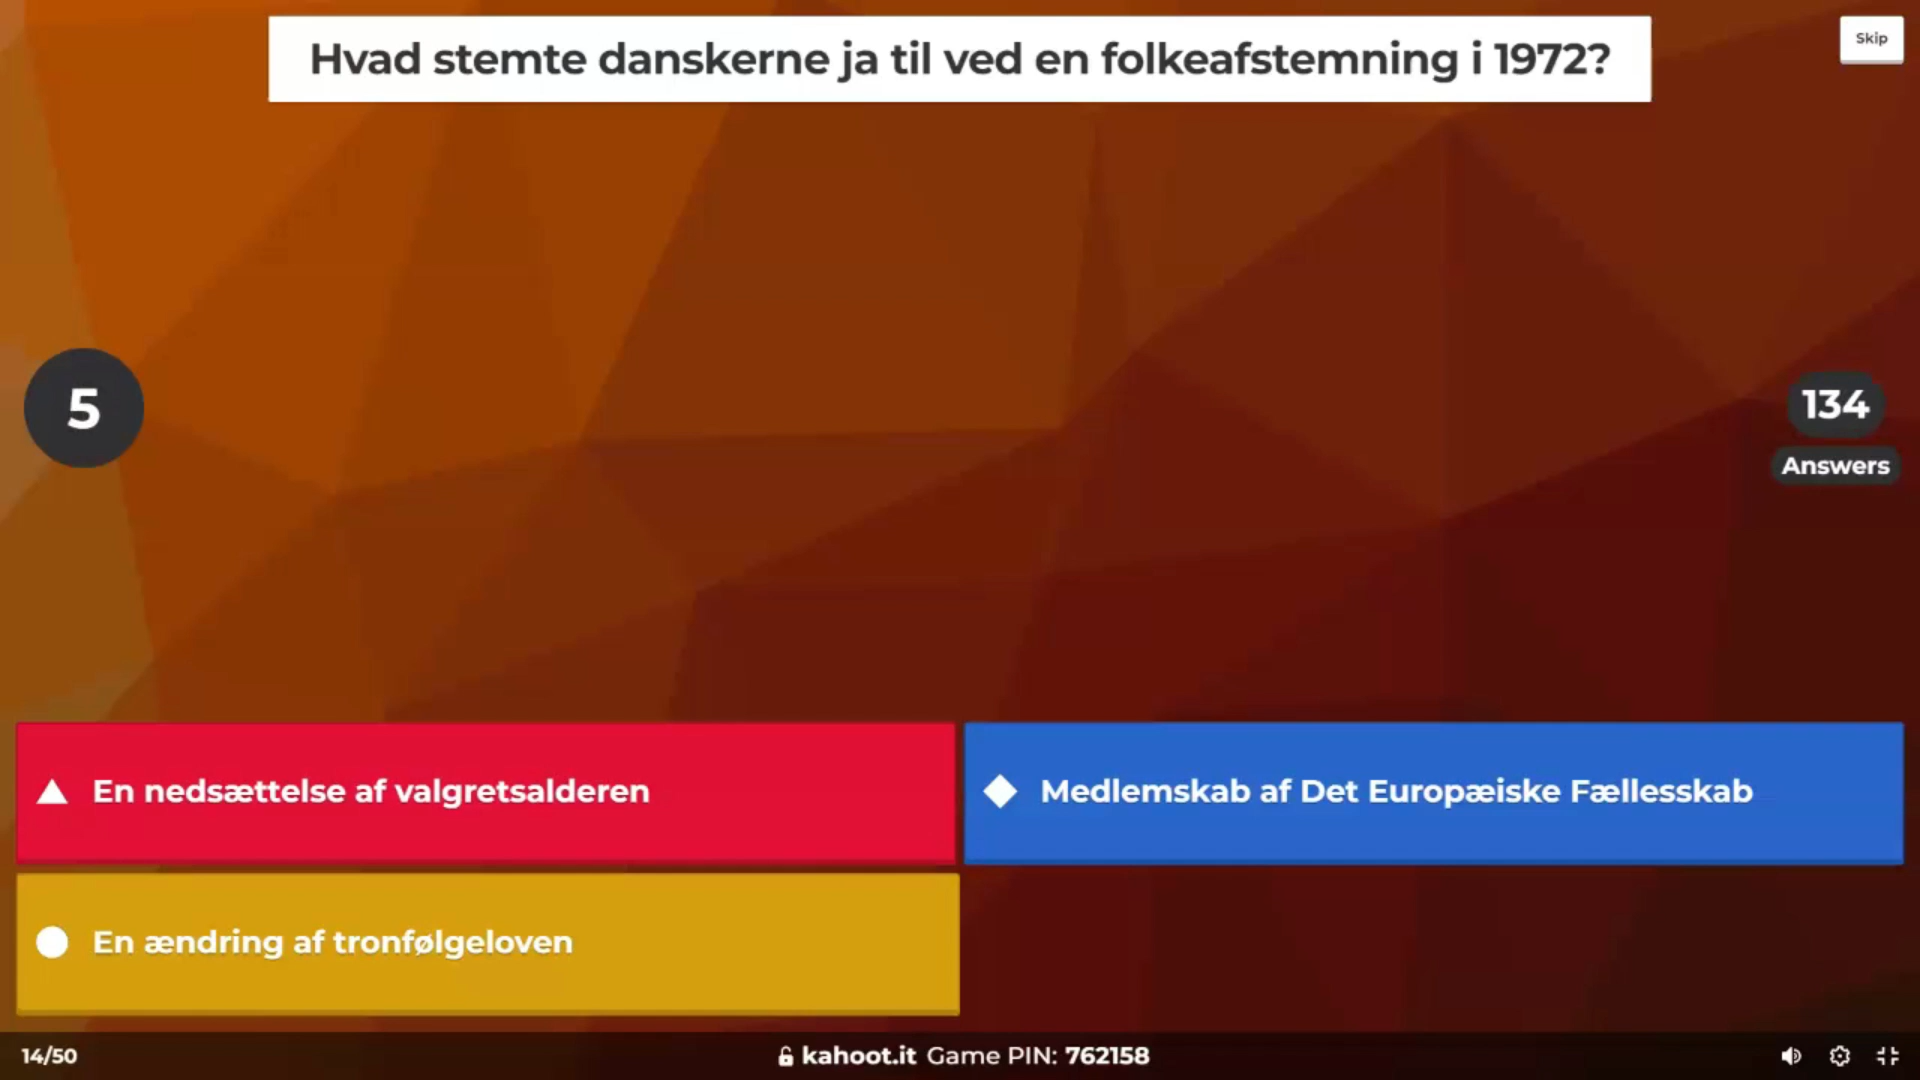 Hvad stemte danskerne ja til ved en folkeafstemning i 1972?
Skip
5
134
Answers
En nedsættelse af valgretsalderen
Medlemskab af Det Europæiske Fællesskab
En ændring af tronfølgeloven
14/50
kahoot.it Game PIN: 762158